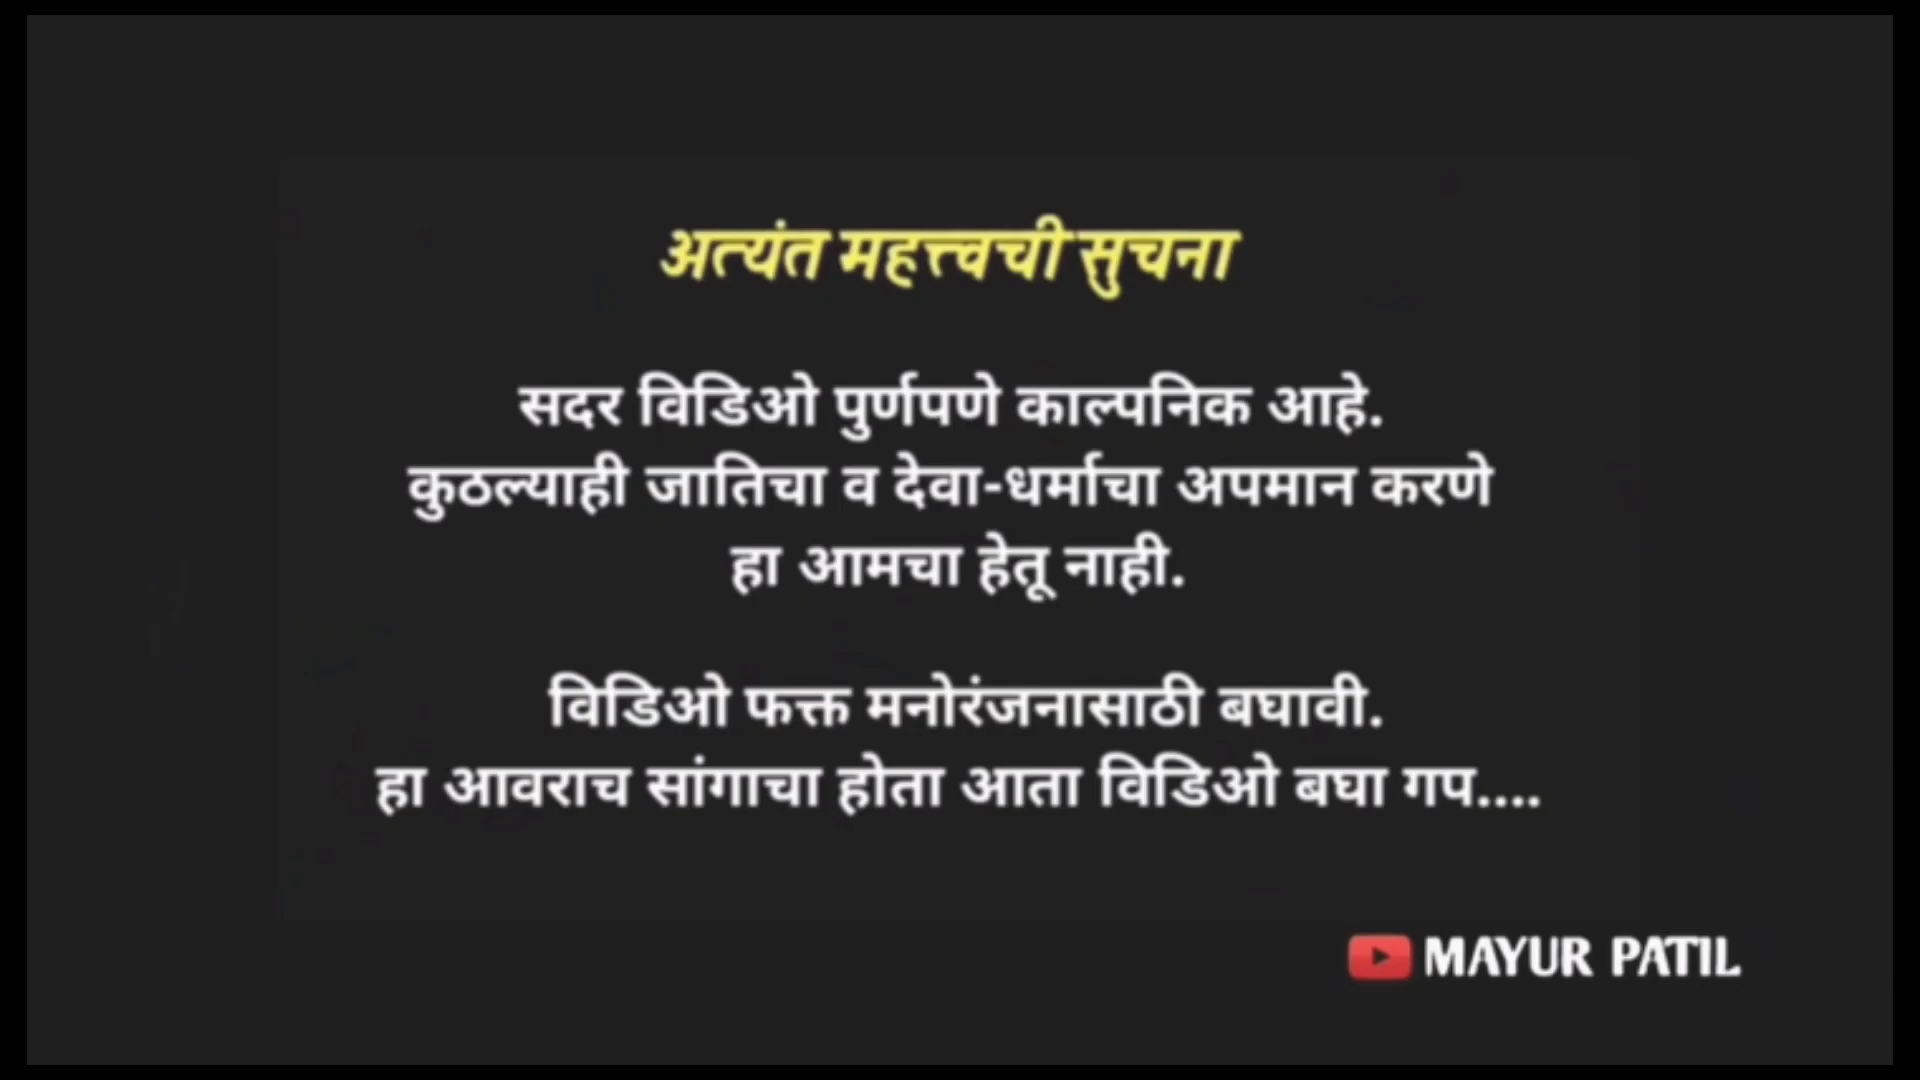 अत्यंत महत्त्वची सुचना
सदर विडिओ पुर्णपणे काल्पनिक आहे.
कुठल्याही जातिचा व देवा-धर्माचा अपमान करणे
हा आमचा हेतू नाही.
विडिओ फक्त मनोरंजनासाठी बघावी.
हा आवराच सांगाचा होता आता विडिओ बघा गप....
MAYUR PATIL